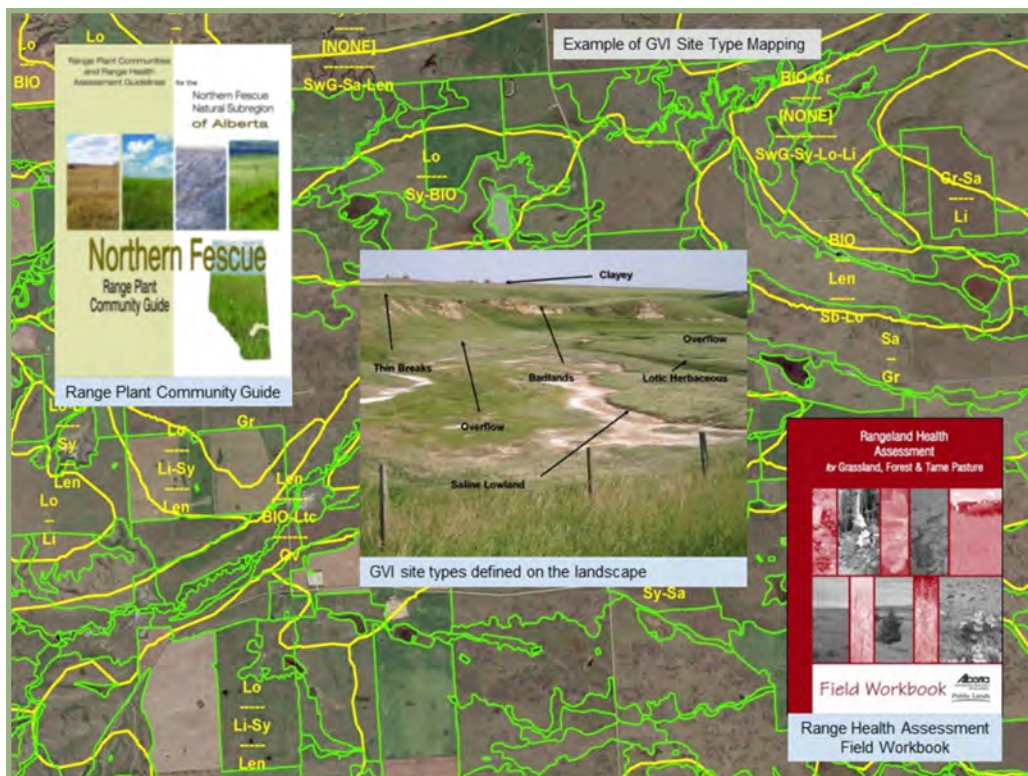 Lo
Lo
BIO
Example of GVI Site Type Mapping
[NONE]
-----------
SwG-Sa-Len
BIO-Gr
-----
[NONE]
-----------
SwG-Sy-Lo-Li
Range Plant Communities
and Range Health
Assessment Guidelines
for the
Northern Fescue
Natural Subregion
of Alberta
Northern Fescue
Range Plant
Community Guide
Range Plant Community Guide
Lo
-----
Sy-BIO
Gr-Sa
-----
Li
BIO
--
Len
-----
Sb-Lo
Sa
--
Gr
Clayey
Thin Breaks
Badlands
Overflow
Lotic Herbaceous
Overflow
Saline Lowland
GVI site types defined on the landscape
Sy
Len
Lo
--
Li
Lo
-----
Li-Sy
-----
Len
Gr
Len
-----
BIO-Ltc
-----
Ov
Sy-Sa
Lo
-----
Li-Sy
-----
Len
Rangeland Health
Assessment
for Grassland, Forest & Tame Pasture
Field Workbook
Alberta
Public Lands
Range Health Assessment
Field Workbook